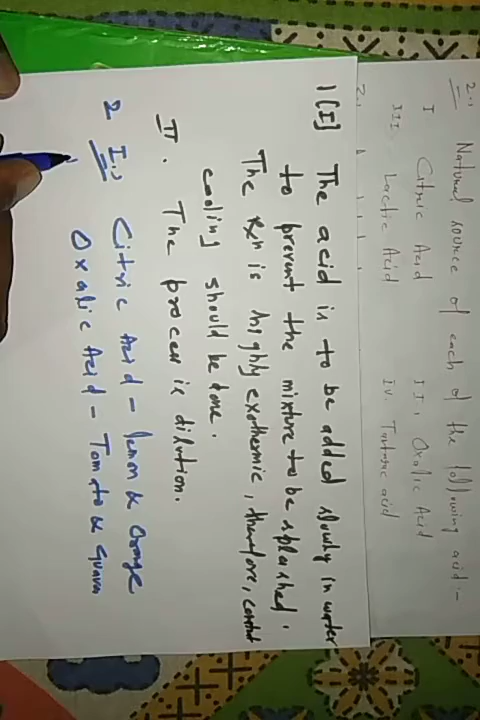 2.) Natural source of each of the following acid :-
I Citric Acid II. Oxalic Acid
III. Lactic Acid IV. Tartaric acid
1 [I] The acid is to be added slowly in water
to prevent the mixture to be splashed.
The Rxn is highly exothermic, therefore,
cooling should be done.
II. The process is dilution.
2 I.) Citric Acid - Lemon & Orange
Oxalic Acid - Tomato & Guava